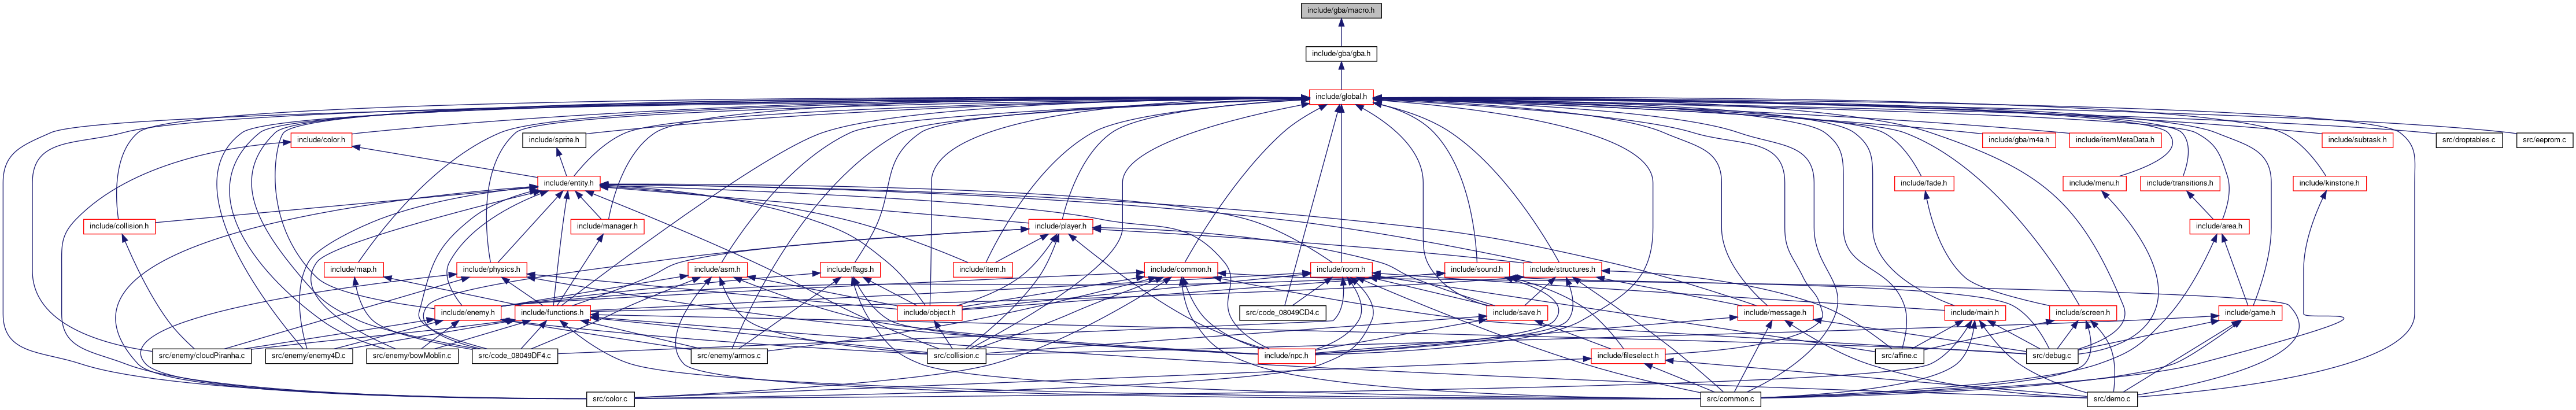 include/gba/macro.h
include/gba/gba.h
include/global.h
include/color.h
include/sprite.h
include/gba/m4a.h
include/itemMetaData.h
include/subtask.h
src/droptables.c
src/eeprom.c
include/entity.h
include/fade.h
include/menu.h
include/transitions.h
include/kinstone.h
include/collision.h
include/manager.h
include/player.h
include/area.h
include/map.h
include/physics.h
include/asm.h
include/flags.h
include/item.h
include/common.h
include/room.h
include/sound.h
include/structures.h
include/enemy.h
include/functions.h
include/object.h
src/code_08049CD4.c
include/save.h
include/message.h
include/main.h
include/screen.h
include/game.h
src/enemy/cloudPiranha.c
src/enemy/enemy4D.c
src/enemy/bowMoblin.c
src/code_08049DF4.c
src/enemy/armos.c
src/collision.c
include/npc.h
include/fileselect.h
src/affine.c
src/debug.c
src/color.c
src/common.c
src/demo.c